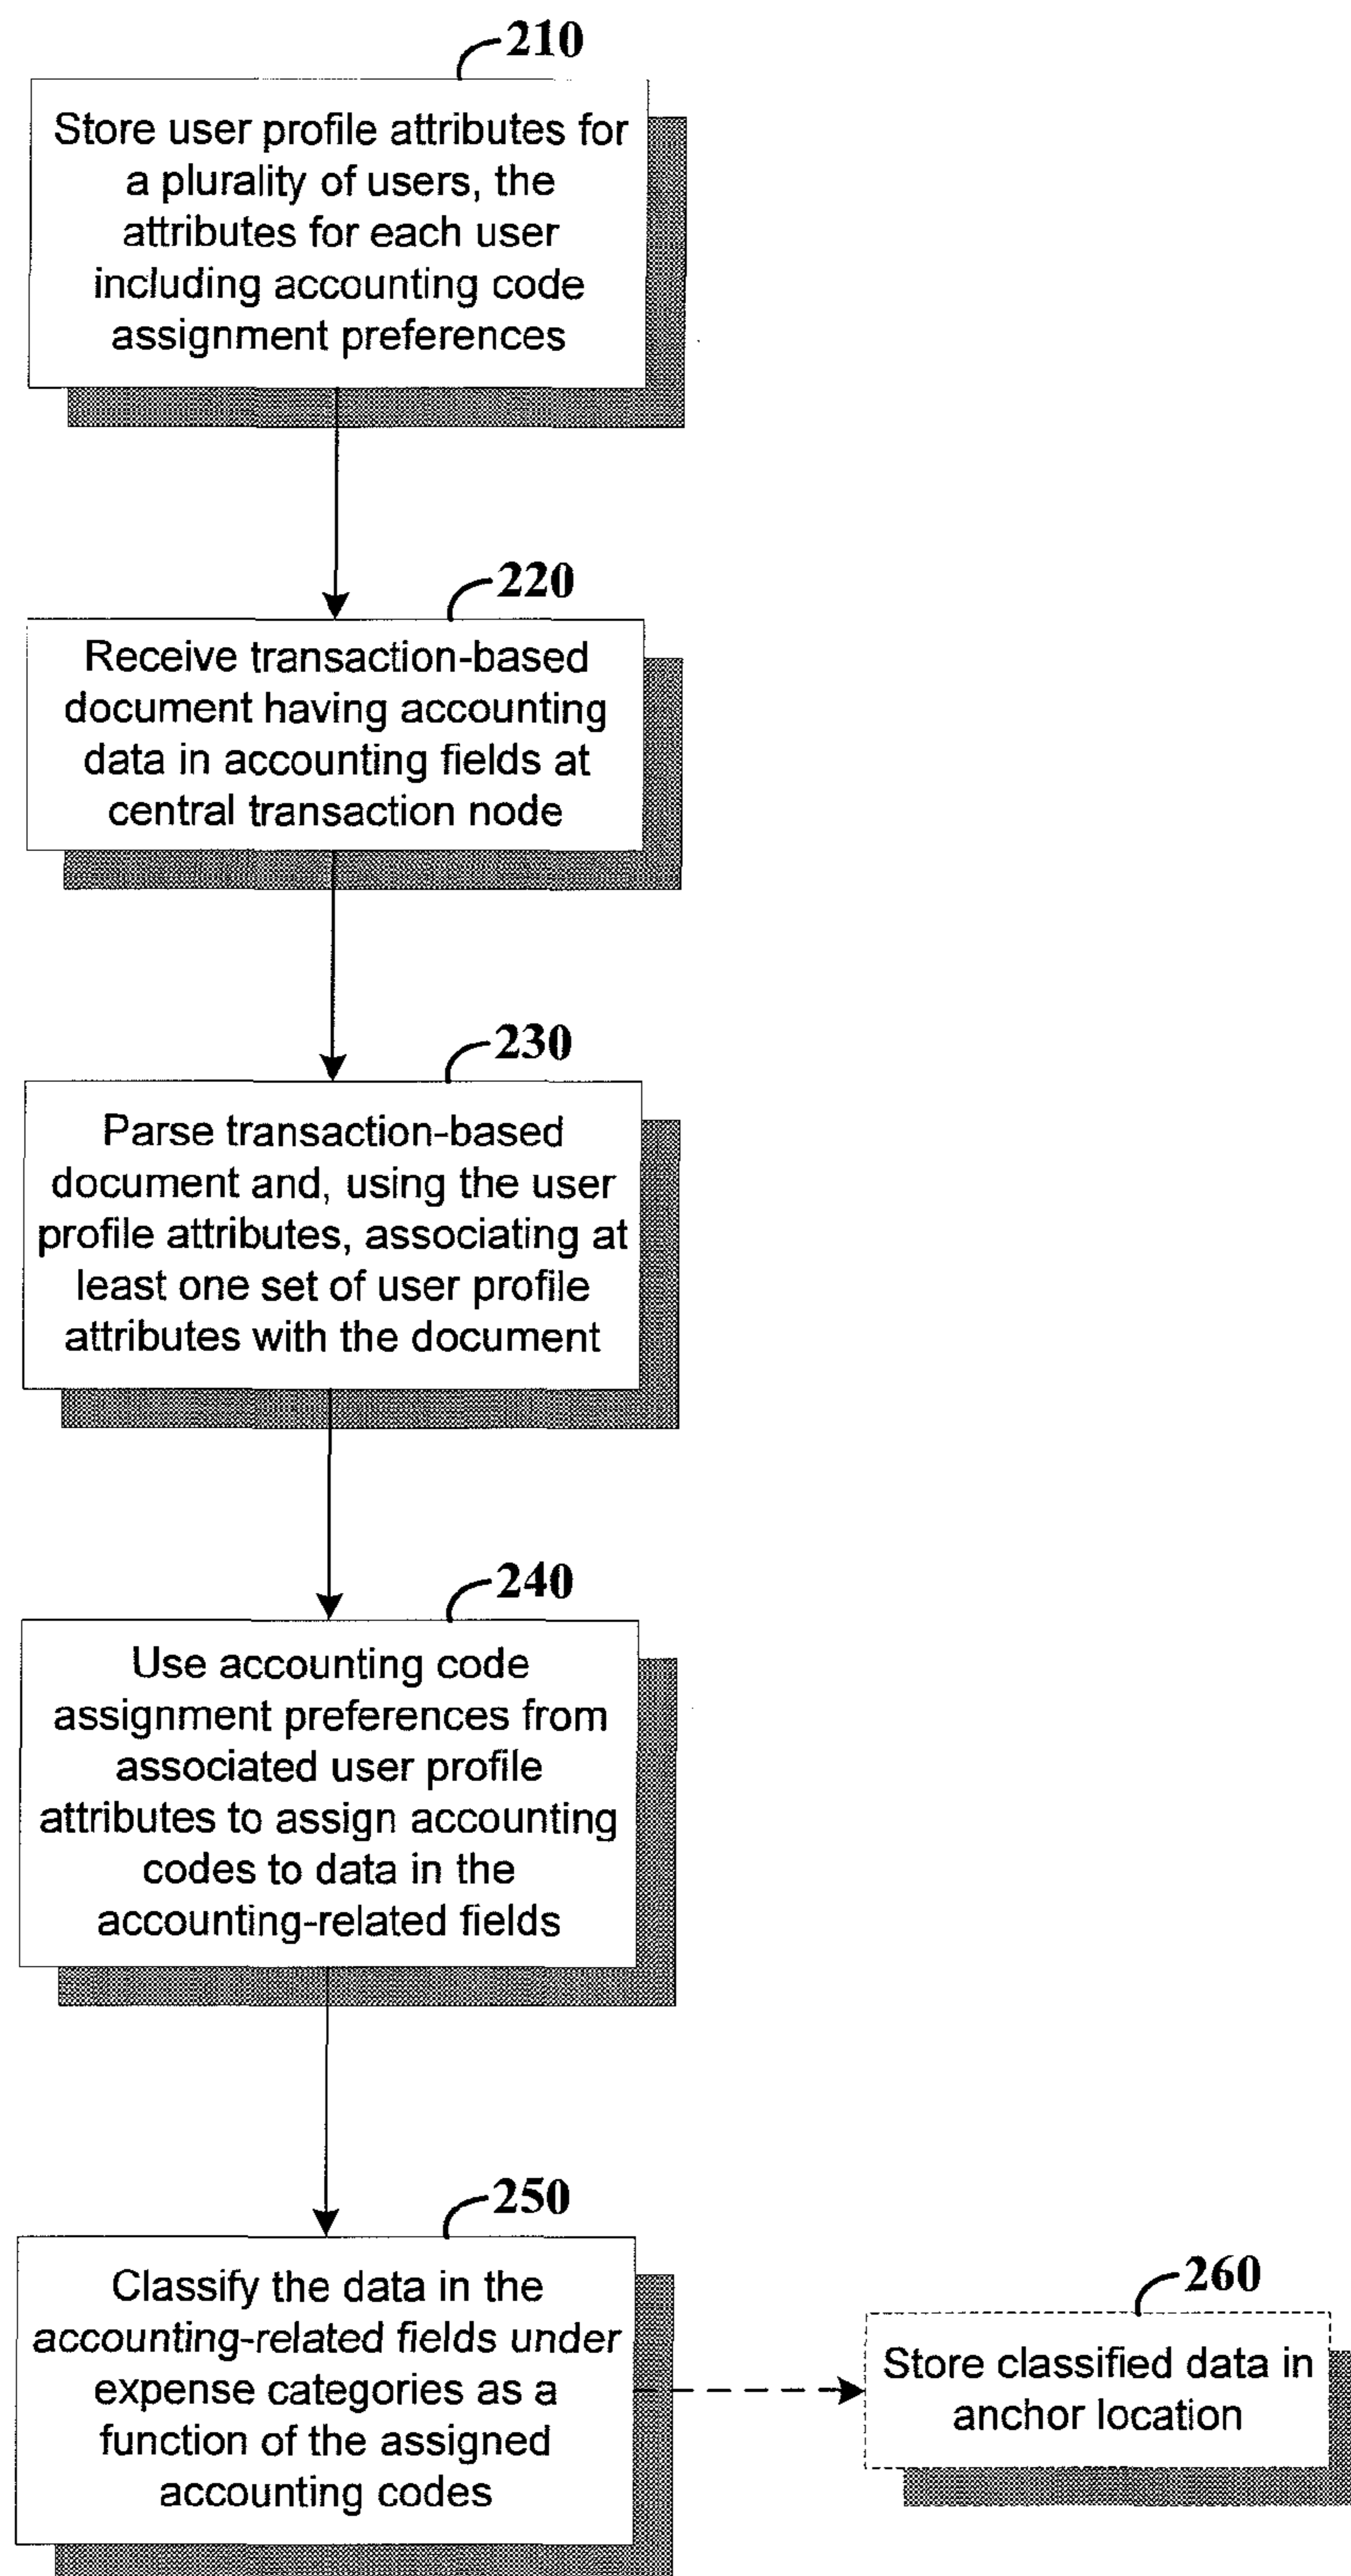 210
Store user profile attributes for
a plurality of users, the
attributes for each user
including accounting code
assignment preferences
220
Receive transaction-based
document having accounting
data in accounting fields at
central transaction node
230
Parse transaction-based
document and, using the user
profile attributes, associating at
least one set of user profile
attributes with the document
240
Use accounting code
assignment preferences from
associated user profile
attributes to assign accounting
codes to data in the
accounting-related fields
250
Classify the data in the
accounting-related fields under
expense categories as a
function of the assigned
accounting codes
260
Store classified data in
anchor location